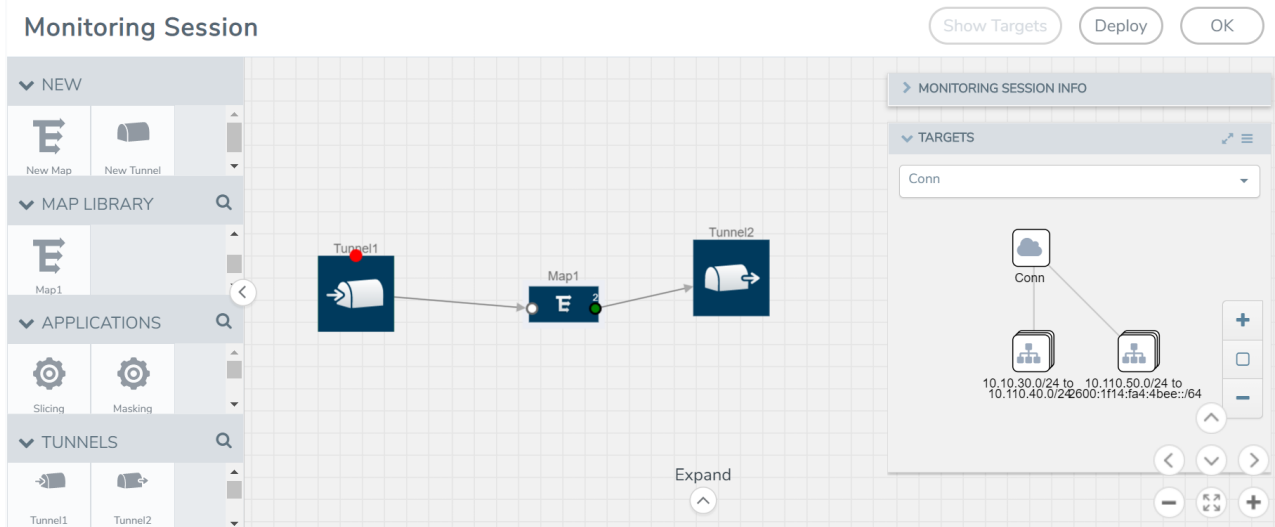 Monitoring Session
Show Targets
Deploy
OK
NEW
New Map
New Tunnel
MAP LIBRARY
Map1
APPLICATIONS
Slicing
Masking
TUNNELS
Tunnel1
Tunnel2
Tunnel1
Map1
2
Tunnel2
Expand
MONITORING SESSION INFO
TARGETS
Conn
Conn
10.10.30.0/24 to
10.110.40.0/24
10.110.50.0/24 to
2600:1f14:fa4:4bee::/64